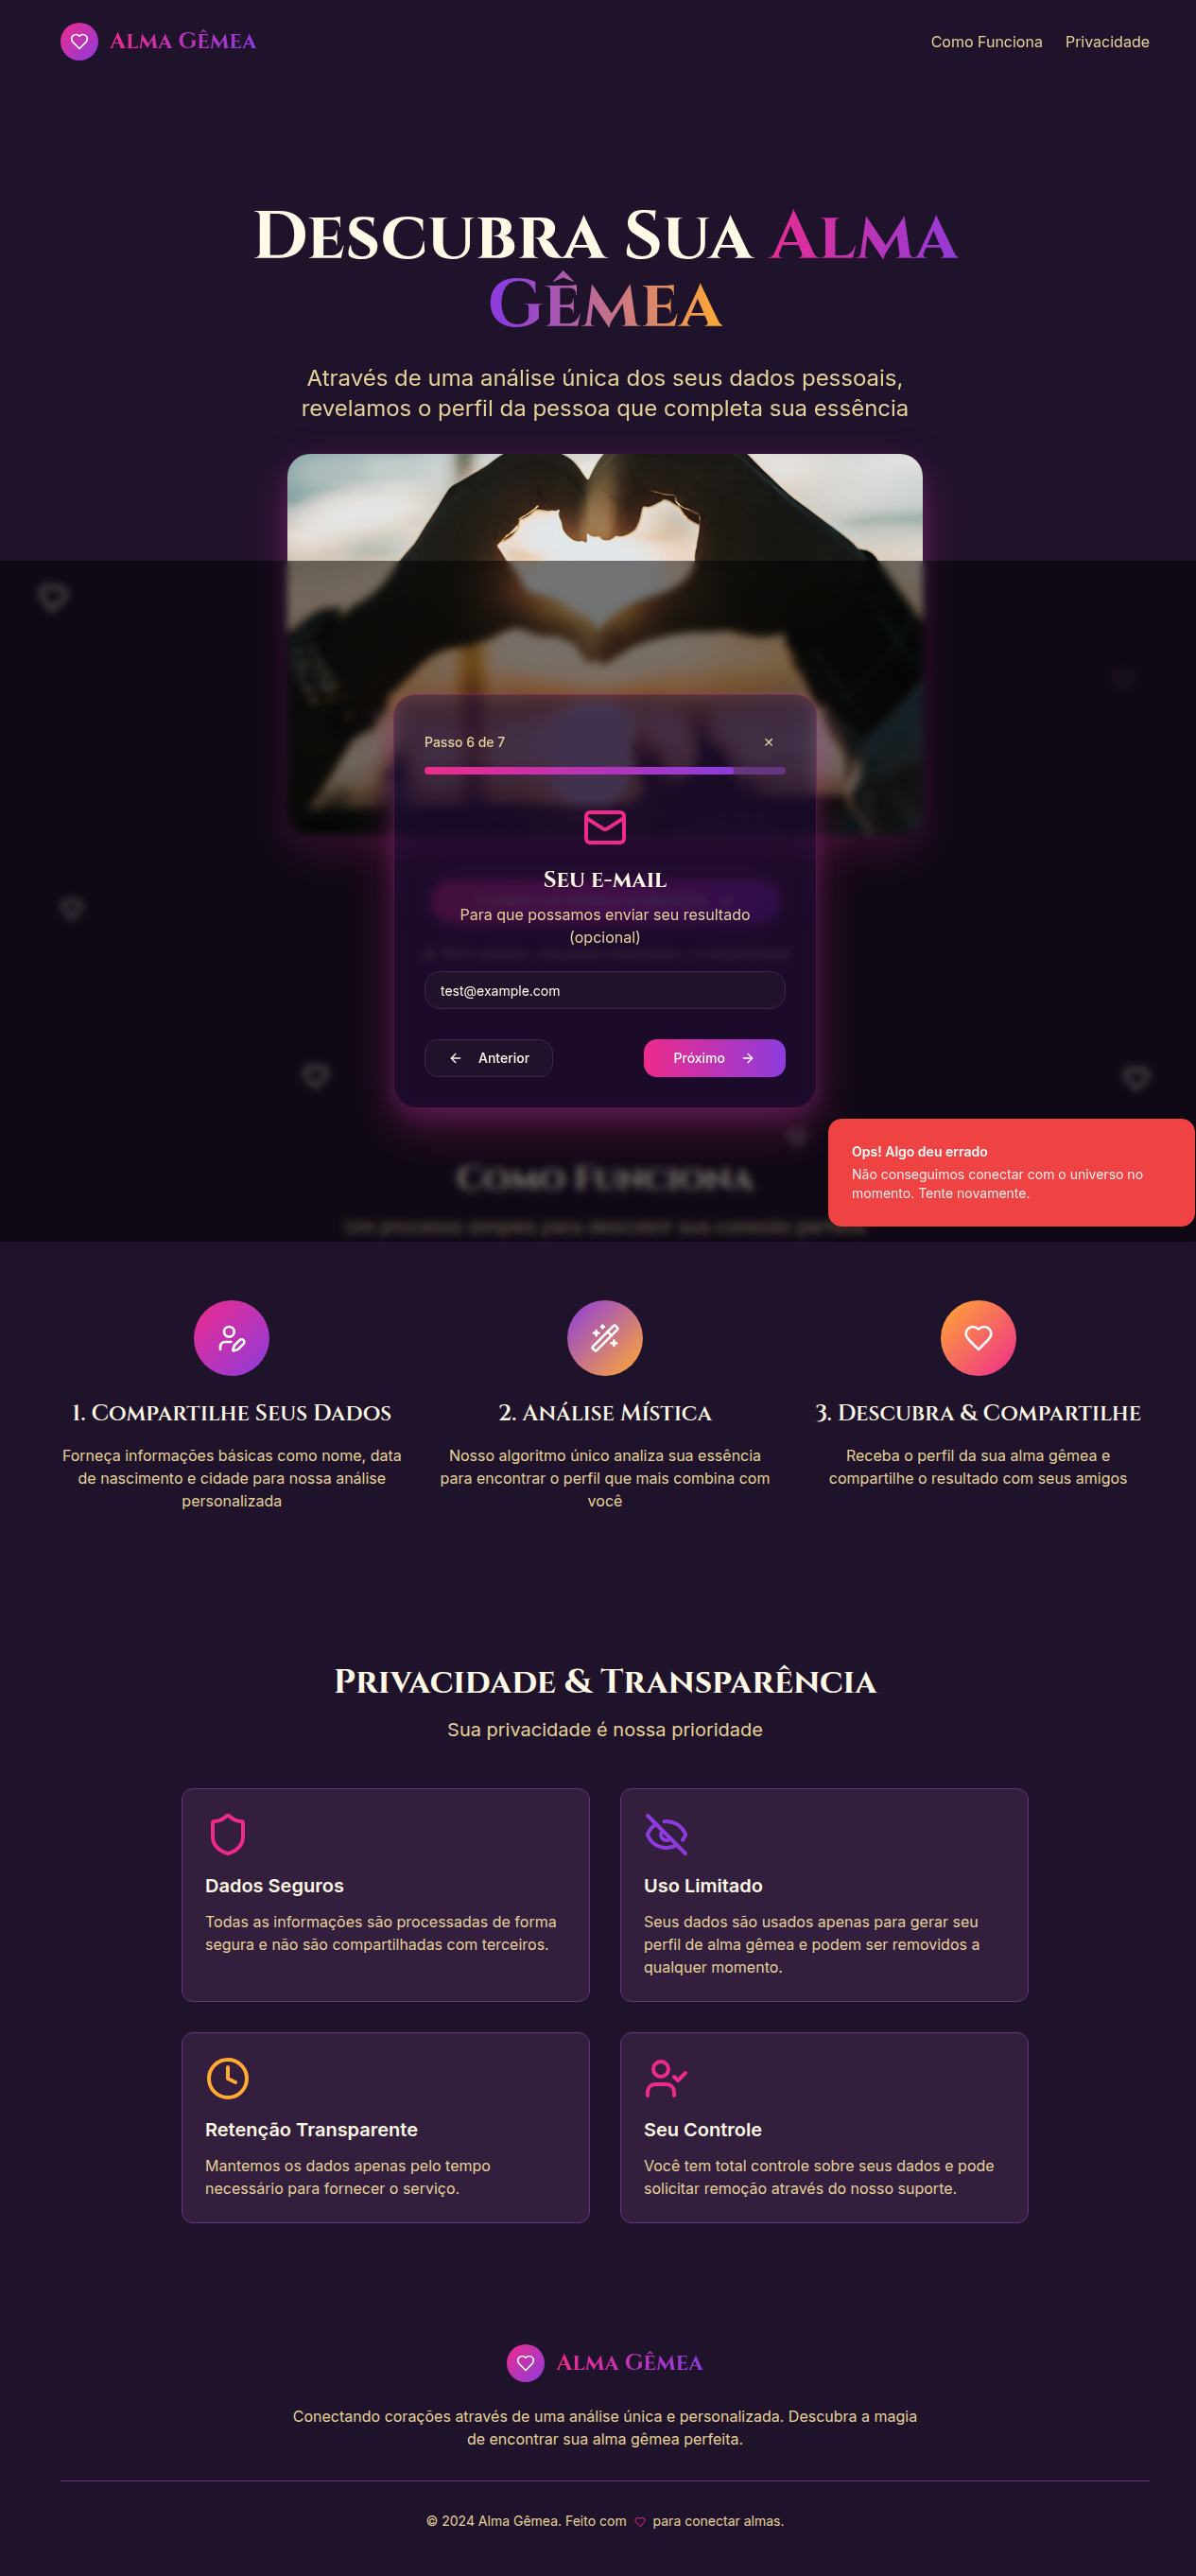 Alma Gêmea
Como Funciona
Privacidade
Descubra Sua Alma
Gêmea
Através de uma análise única dos seus dados pessoais,
revelamos o perfil da pessoa que completa sua essência
Passo 6 de 7
Seu e-mail
Para que possamos enviar seu resultado
(opcional)
test@example.com
Anterior
Próximo
Ops! Algo deu errado
Não conseguimos conectar com o universo no
momento. Tente novamente.
Como Funciona
Um processo simples para descobrir sua conexão perfeita
1. Compartilhe Seus Dados
Forneça informações básicas como nome, data
de nascimento e cidade para nossa análise
personalizada
2. Análise Mística
Nosso algoritmo único analiza sua essência
para encontrar o perfil que mais combina com
você
3. Descubra & Compartilhe
Receba o perfil da sua alma gêmea e
compartilhe o resultado com seus amigos
Privacidade & Transparência
Sua privacidade é nossa prioridade
Dados Seguros
Todas as informações são processadas de forma
segura e não são compartilhadas com terceiros.
Uso Limitado
Seus dados são usados apenas para gerar seu
perfil de alma gêmea e podem ser removidos a
qualquer momento.
Retenção Transparente
Mantemos os dados apenas pelo tempo
necessário para fornecer o serviço.
Seu Controle
Você tem total controle sobre seus dados e pode
solicitar remoção através do nosso suporte.
Alma Gêmea
Conectando corações através de uma análise única e personalizada. Descubra a magia
de encontrar sua alma gêmea perfeita.
© 2024 Alma Gêmea. Feito com para conectar almas.